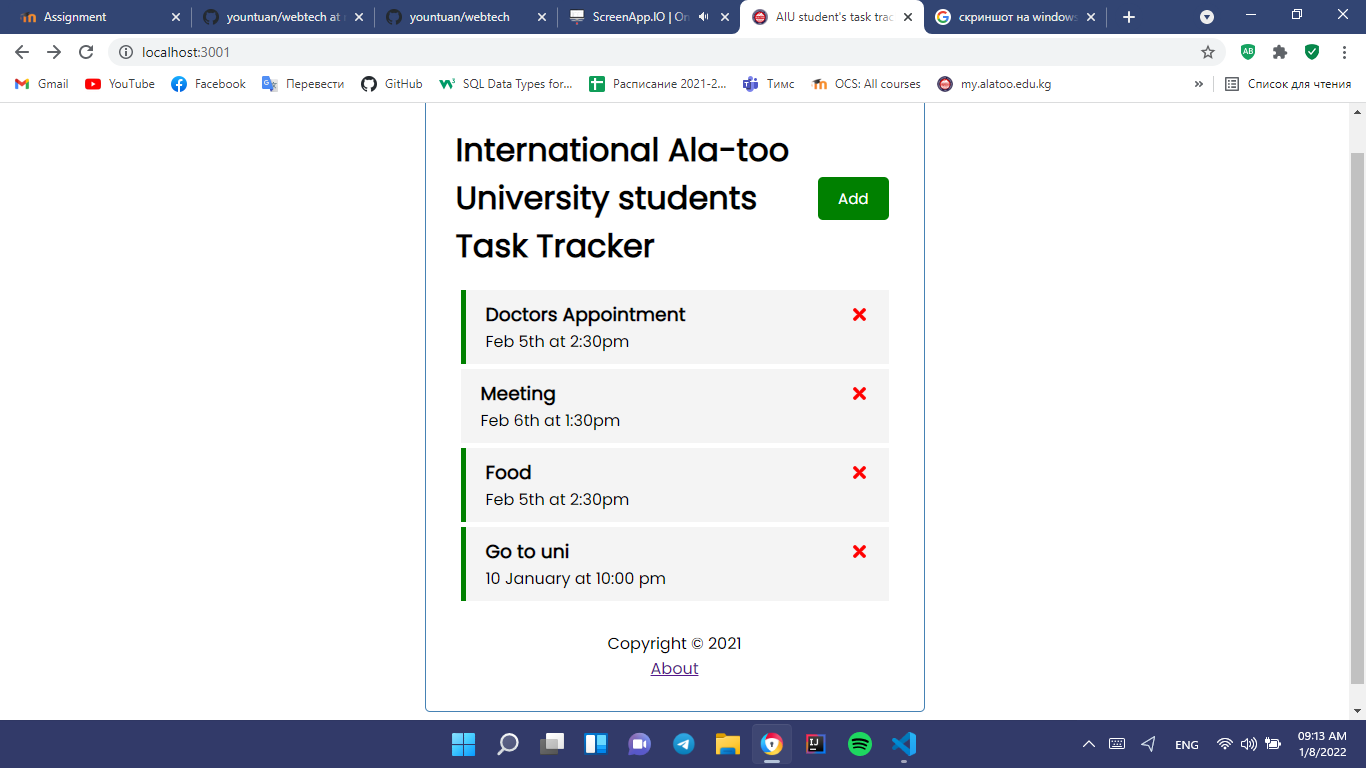 Assignment
yountuan/webtech at
yountuan/webtech
ScreenApp.IO | On
AIU student's task trac
скриншот на windows
localhost:3001
Gmail
YouTube
Facebook
Перевести
GitHub
SQL Data Types for...
Расписание 2021-2...
Тимс
OCS: All courses
my.alatoo.edu.kg
»
Список для чтения
International Ala-too
University students
Task Tracker
Add
Doctors Appointment
Feb 5th at 2:30pm
Meeting
Feb 6th at 1:30pm
Food
Feb 5th at 2:30pm
Go to uni
10 January at 10:00 pm
Copyright © 2021
About
ENG
09:13 AM
1/8/2022